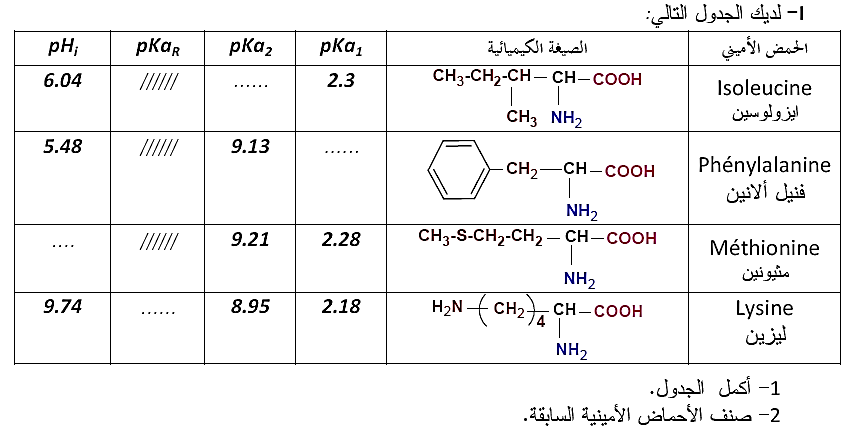 I- لديك الجدول التالي:
الحمض الأميني الصيغة الكيميائية pKa1 pKa2 pKaR pHi
Isoleucine ايزولوسين CH3-CH2-CH-CH-COOH CH3 NH2 2.3 ...... ////// 6.04
Phénylalanine فنيل ألانين CH2-CH-COOH NH2 ...... 9.13 ////// 5.48
Méthionine مثيونين CH3-S-CH2-CH2-CH-COOH NH2 2.28 9.21 ////// ....
Lysine ليزين H2N-(CH2)4-CH-COOH NH2 2.18 8.95 ...... 9.74
1- أكمل الجدول.
2- صنف الأحماض الأمينية السابقة.